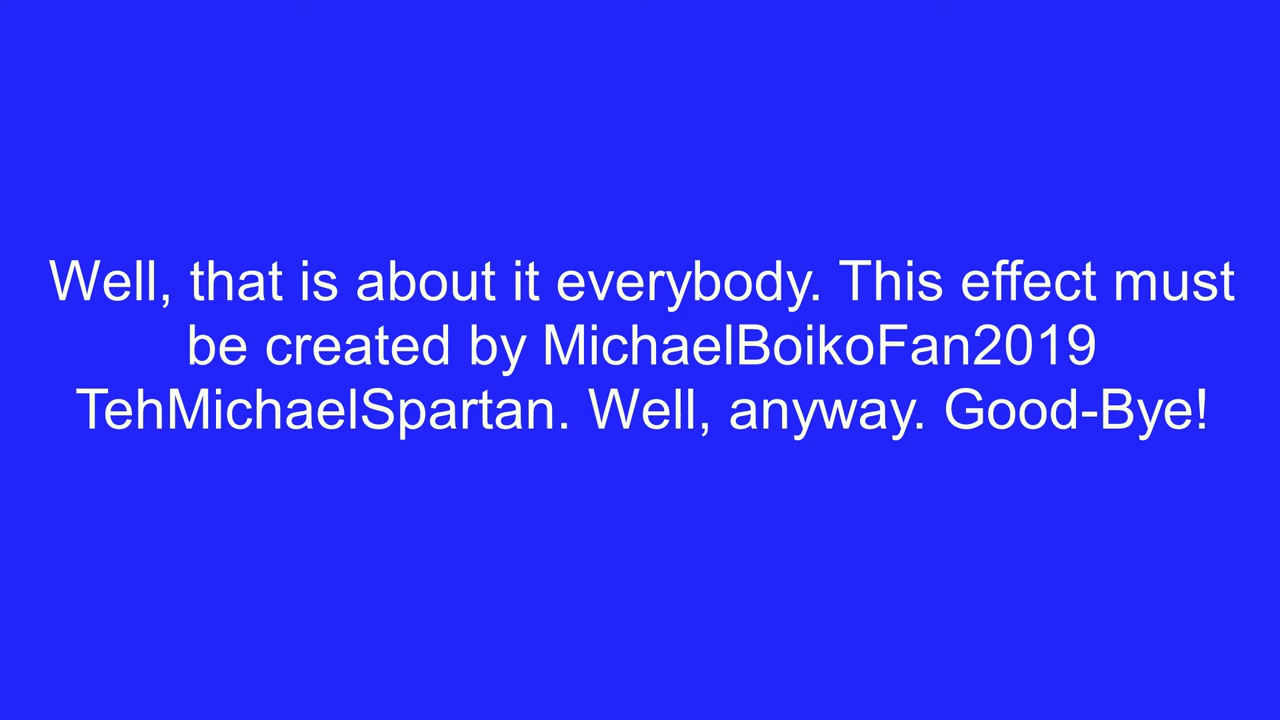 Well, that is about it everybody. This effect must
be created by MichaelBoikoFan2019
TehMichaelSpartan. Well, anyway. Good-Bye!